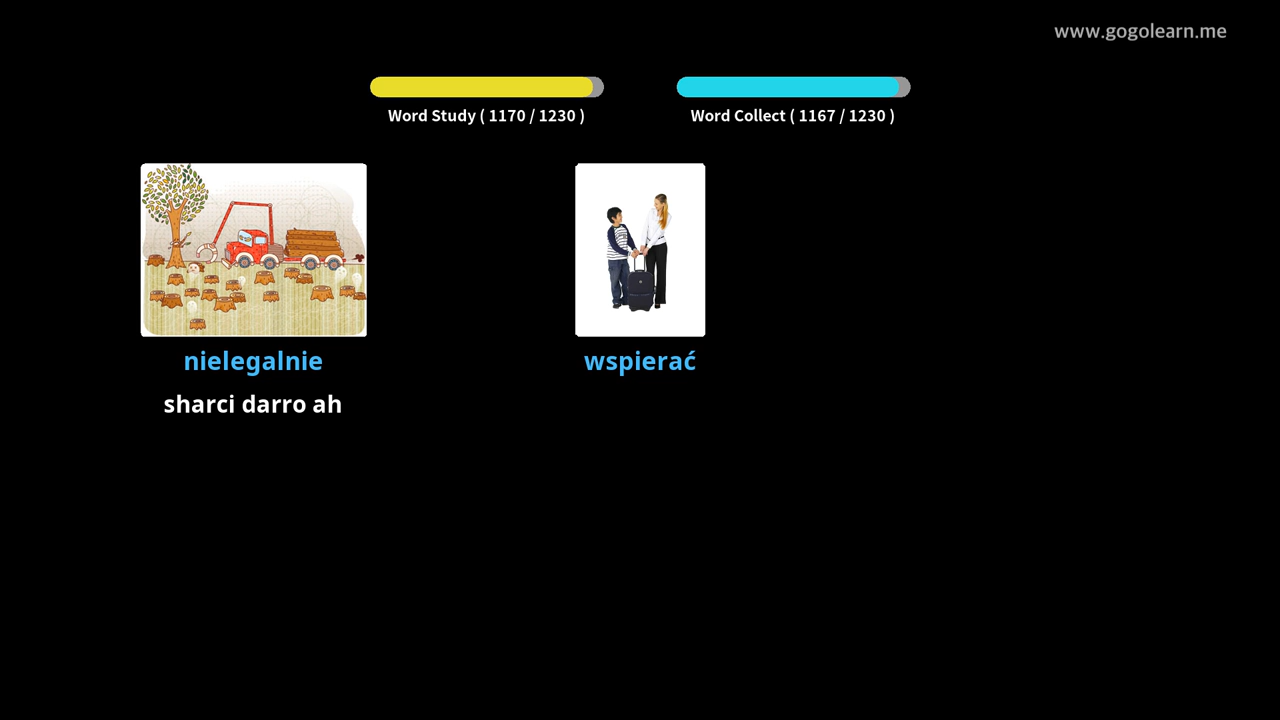 www.gogolearn.me
Word Study ( 1170 / 1230 )
Word Collect ( 1167 / 1230 )
nielegalnie
wspierać
sharci darro ah